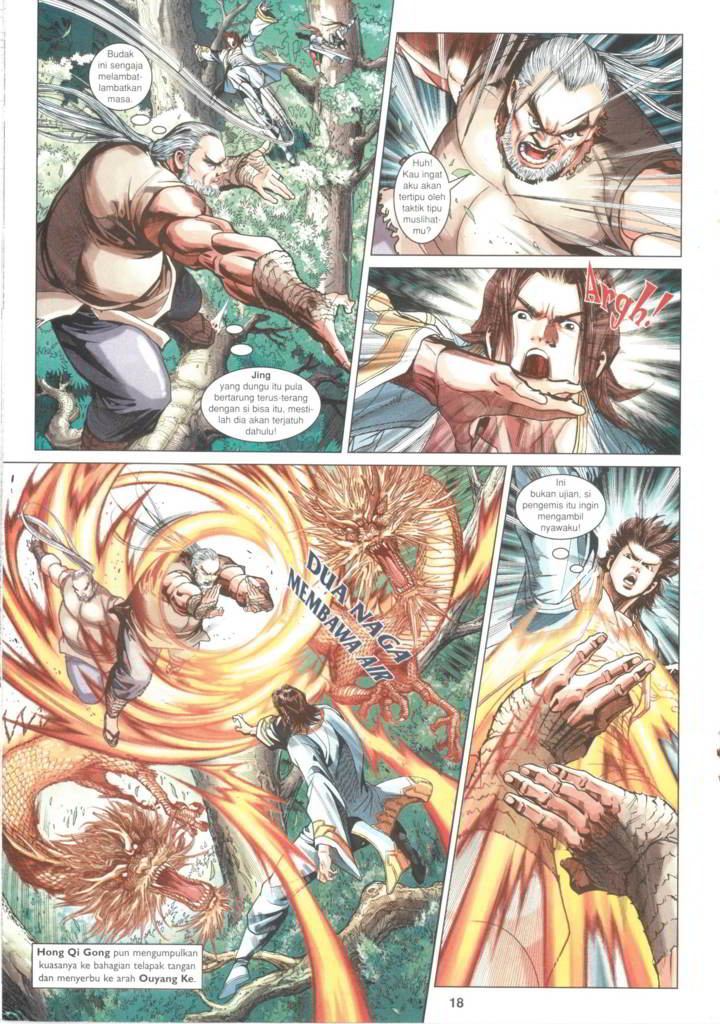 Budak
ini sengaja
melambat-
lambatkan
masa.
Huh!
Kau ingat
aku akan
tertipu oleh
taktik tipu
muslihat-
mu?
Argh!
Jing
yang dungu itu pula
bertarung terus-terang
dengan si bisa itu, mesti-
lah dia akan terjatuh
dahulu!
DUA NAGA
MEMBAWA AIR
Ini
bukan ujian, si
pengemis itu ingin
mengambil
nyawaku!
Hong Qi Gong pun mengumpulkan
kuasanya ke bahagian telapak tangan
dan menyerbu ke arah Ouyang Ke.
18